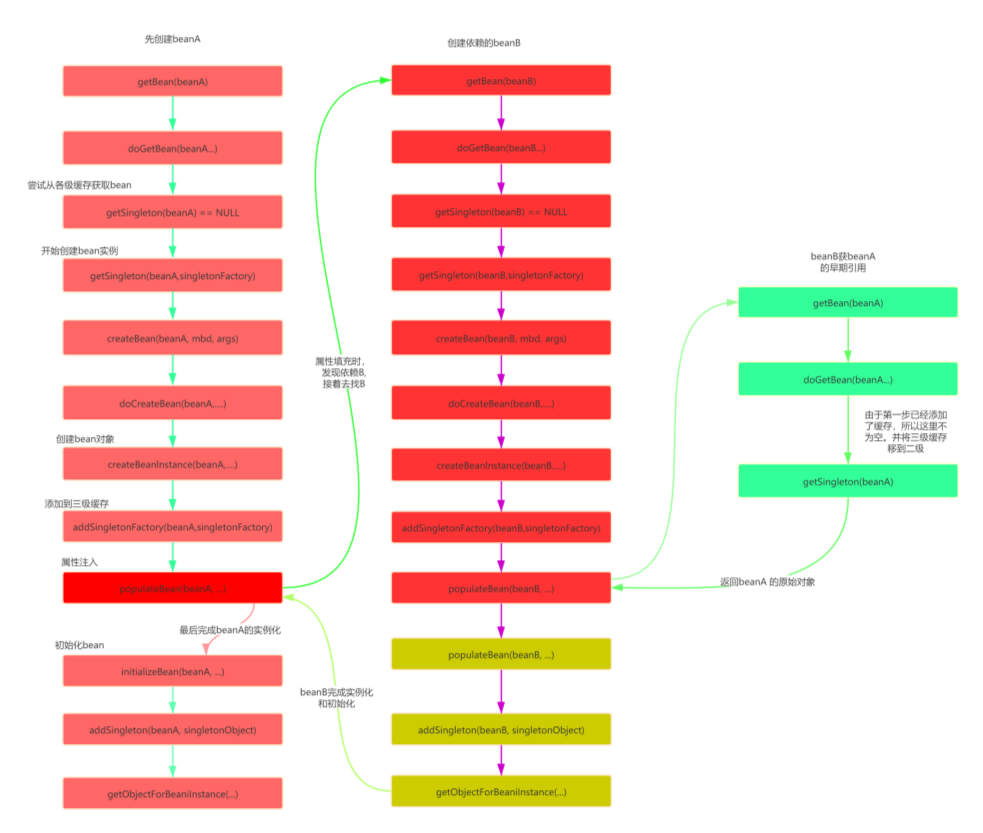 先创建beanA
getBean(beanA)
doGetBean(beanA...)
尝试从各级缓存获取bean
getSingleton(beanA) == NULL
开始创建bean实例
getSingleton(beanA,singletonFactory)
createBean(beanA, mbd, args)
doCreateBean(beanA,....)
创建bean对象
createBeanInstance(beanA,....)
添加到三级缓存
addSingletonFactory(beanA,singletonFactory)
属性注入
populateBean(beanA, ...)
最后完成beanA的实例化
初始化bean
initializeBean(beanA, ...)
addSingleton(beanA, singletonObject)
getObjectForBeaniInstance(...)
属性填充时，
发现依赖B,
接着去找B
beanB完成实例化
和初始化
创建依赖的beanB
getBean(beanB)
doGetBean(beanB...)
getSingleton(beanB) == NULL
getSingleton(beanB,singletonFactory)
createBean(beanB, mbd, args)
doCreateBean(beanB,....)
createBeanInstance(beanB,....)
addSingletonFactory(beanB,singletonFactory)
populateBean(beanB, ...)
populateBean(beanB, ...)
addSingleton(beanB, singletonObject)
getObjectForBeaniInstance(...)
beanB获beanA
的早期引用
getBean(beanA)
doGetBean(beanA...)
由于第一步已经添加
了缓存，所以这里不
为空。并将三级缓存
移到二级
getSingleton(beanA)
返回beanA 的原始对象